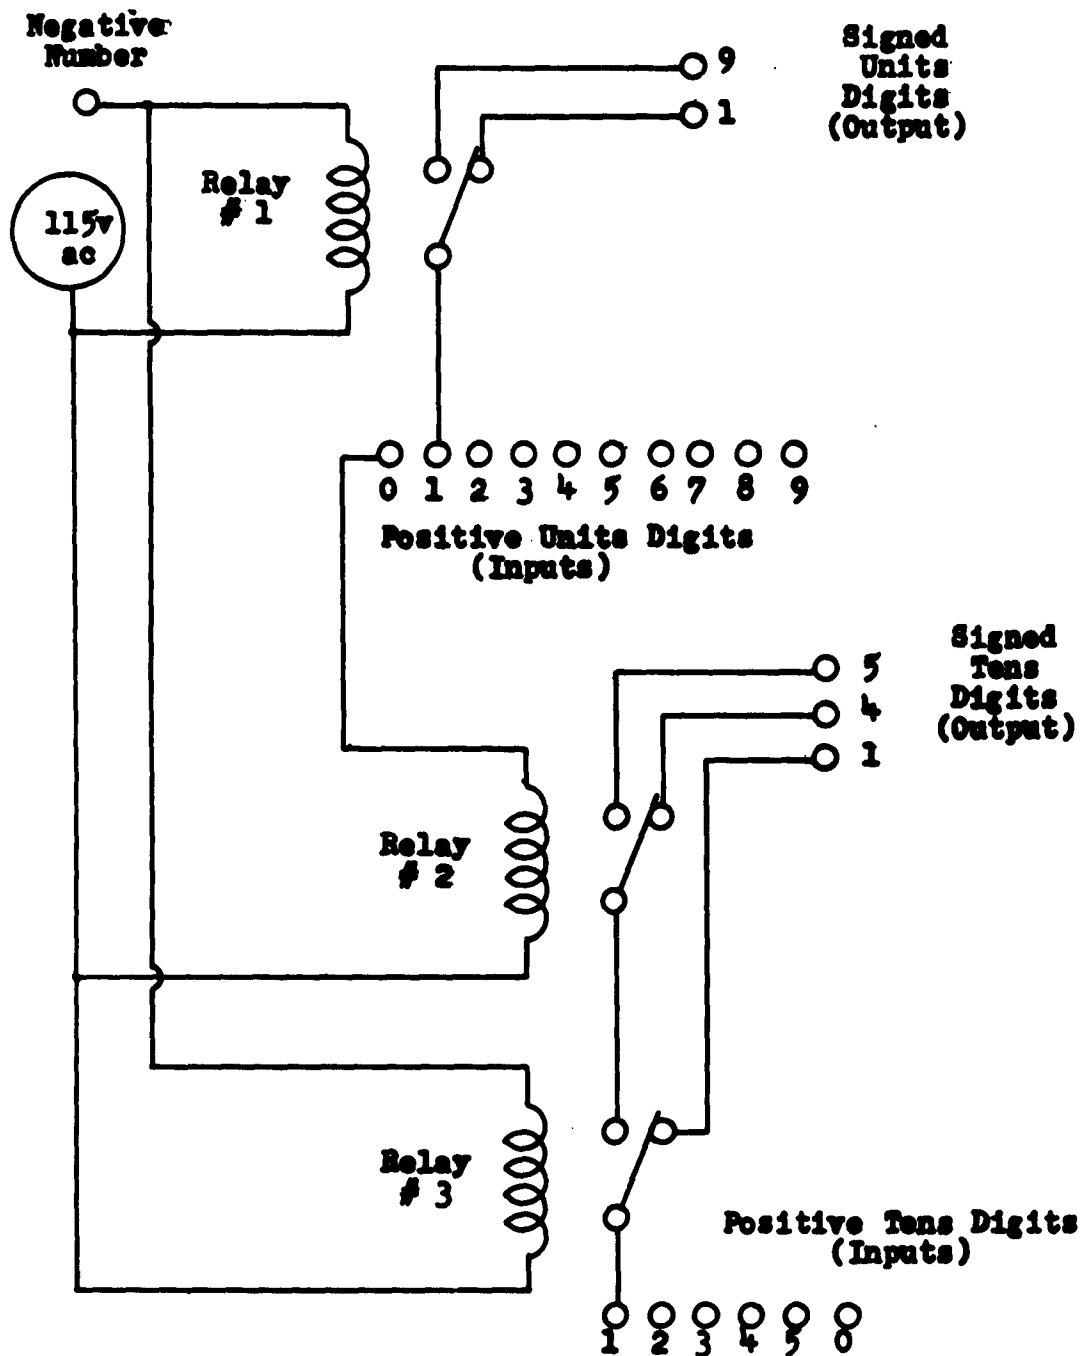 Negative
Number
Signed
Units
Digits
(Output)
9
1
Relay
# 1
115v
ac
0 1 2 3 4 5 6 7 8 9
Positive Units Digits
(Inputs)
Signed
Tens
Digits
(Output)
5
4
1
Relay
# 2
Relay
# 3
Positive Tens Digits
(Inputs)
1 2 3 4 5 0